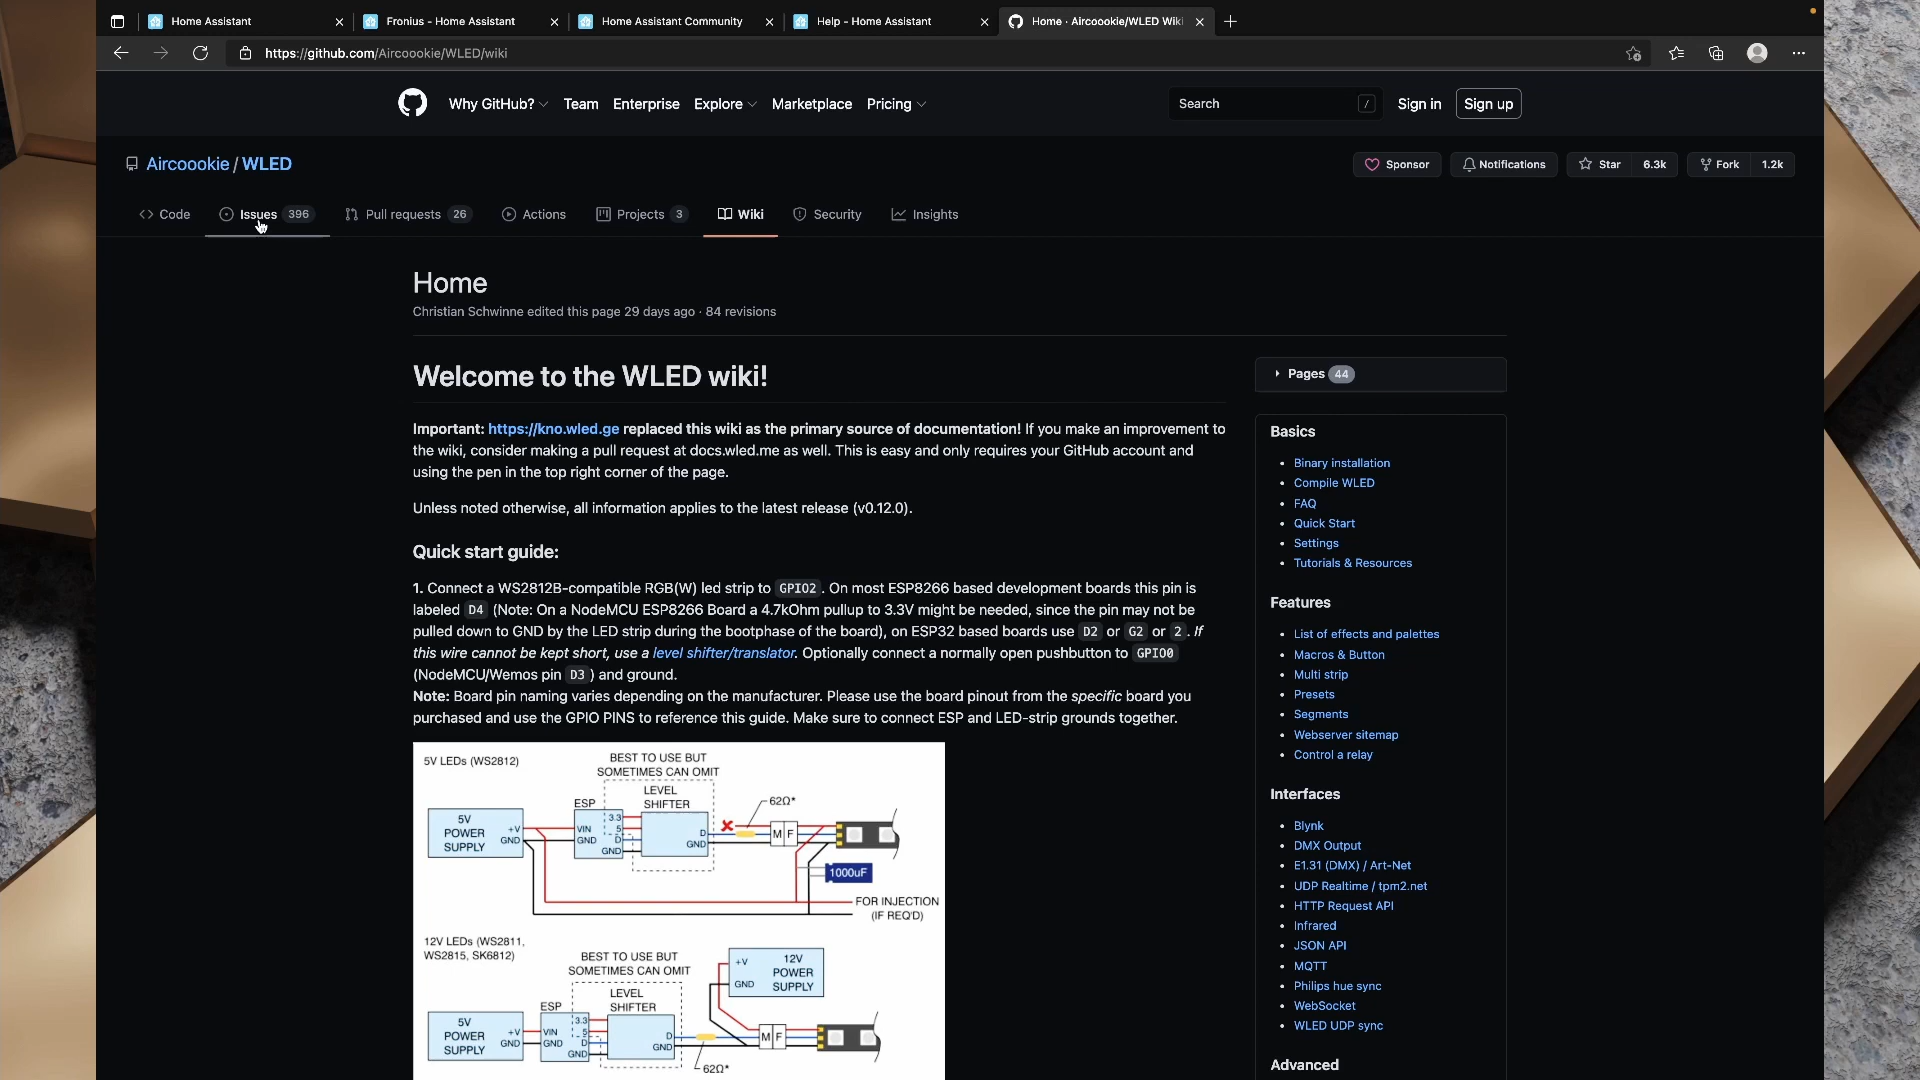 Home Assistant
Fronius - Home Assistant
Home Assistant Community
Help - Home Assistant
Home · Aircoookie/WLED Wiki
https://github.com/Aircoookie/WLED/wiki
Why GitHub? Team Enterprise Explore Marketplace Pricing
Search /
Sign in Sign up
Aircoookie / WLED
Sponsor Notifications Star 6.3k Fork 1.2k
Code Issues 396 Pull requests 26 Actions Projects 3 Wiki Security Insights
Home
Christian Schwinne edited this page 29 days ago · 84 revisions
Welcome to the WLED wiki!
Important: https://kno.wled.ge replaced this wiki as the primary source of documentation! If you make an improvement to
the wiki, consider making a pull request at docs.wled.me as well. This is easy and only requires your GitHub account and
using the pen in the top right corner of the page.
Unless noted otherwise, all information applies to the latest release (v0.12.0).
Quick start guide:
1. Connect a WS2812B-compatible RGB(W) led strip to GPIO2 . On most ESP8266 based development boards this pin is
labeled D4 (Note: On a NodeMCU ESP8266 Board a 4.7kOhm pullup to 3.3V might be needed, since the pin may not be
pulled down to GND by the LED strip during the bootphase of the board), on ESP32 based boards use D2 or G2 or 2 . If
this wire cannot be kept short, use a level shifter/translator. Optionally connect a normally open pushbutton to GPIO0
(NodeMCU/Wemos pin D3 ) and ground.
Note: Board pin naming varies depending on the manufacturer. Please use the board pinout from the specific board you
purchased and use the GPIO PINS to reference this guide. Make sure to connect ESP and LED-strip grounds together.
5V LEDs (WS2812)
BEST TO USE BUT
SOMETIMES CAN OMIT
LEVEL
SHIFTER
ESP
62Ω*
5V
POWER
SUPPLY
+V
GND
VIN
GND
3.3
5
D
GND
D
GND
M F
1000uF
FOR INJECTION
(IF REQ'D)
12V LEDs (WS2811,
WS2815, SK6812)
BEST TO USE BUT
SOMETIMES CAN OMIT
LEVEL
SHIFTER
+V
GND
12V
POWER
SUPPLY
ESP
5V
POWER
SUPPLY
+V
GND
VIN
GND
3.3
5
D
GND
D
GND
M F
62Ω*
Pages 44
Basics
Binary installation
Compile WLED
FAQ
Quick Start
Settings
Tutorials & Resources
Features
List of effects and palettes
Macros & Button
Multi strip
Presets
Segments
Webserver sitemap
Control a relay
Interfaces
Blynk
DMX Output
E1.31 (DMX) / Art-Net
UDP Realtime / tpm2.net
HTTP Request API
Infrared
JSON API
MQTT
Philips hue sync
WebSocket
WLED UDP sync
Advanced